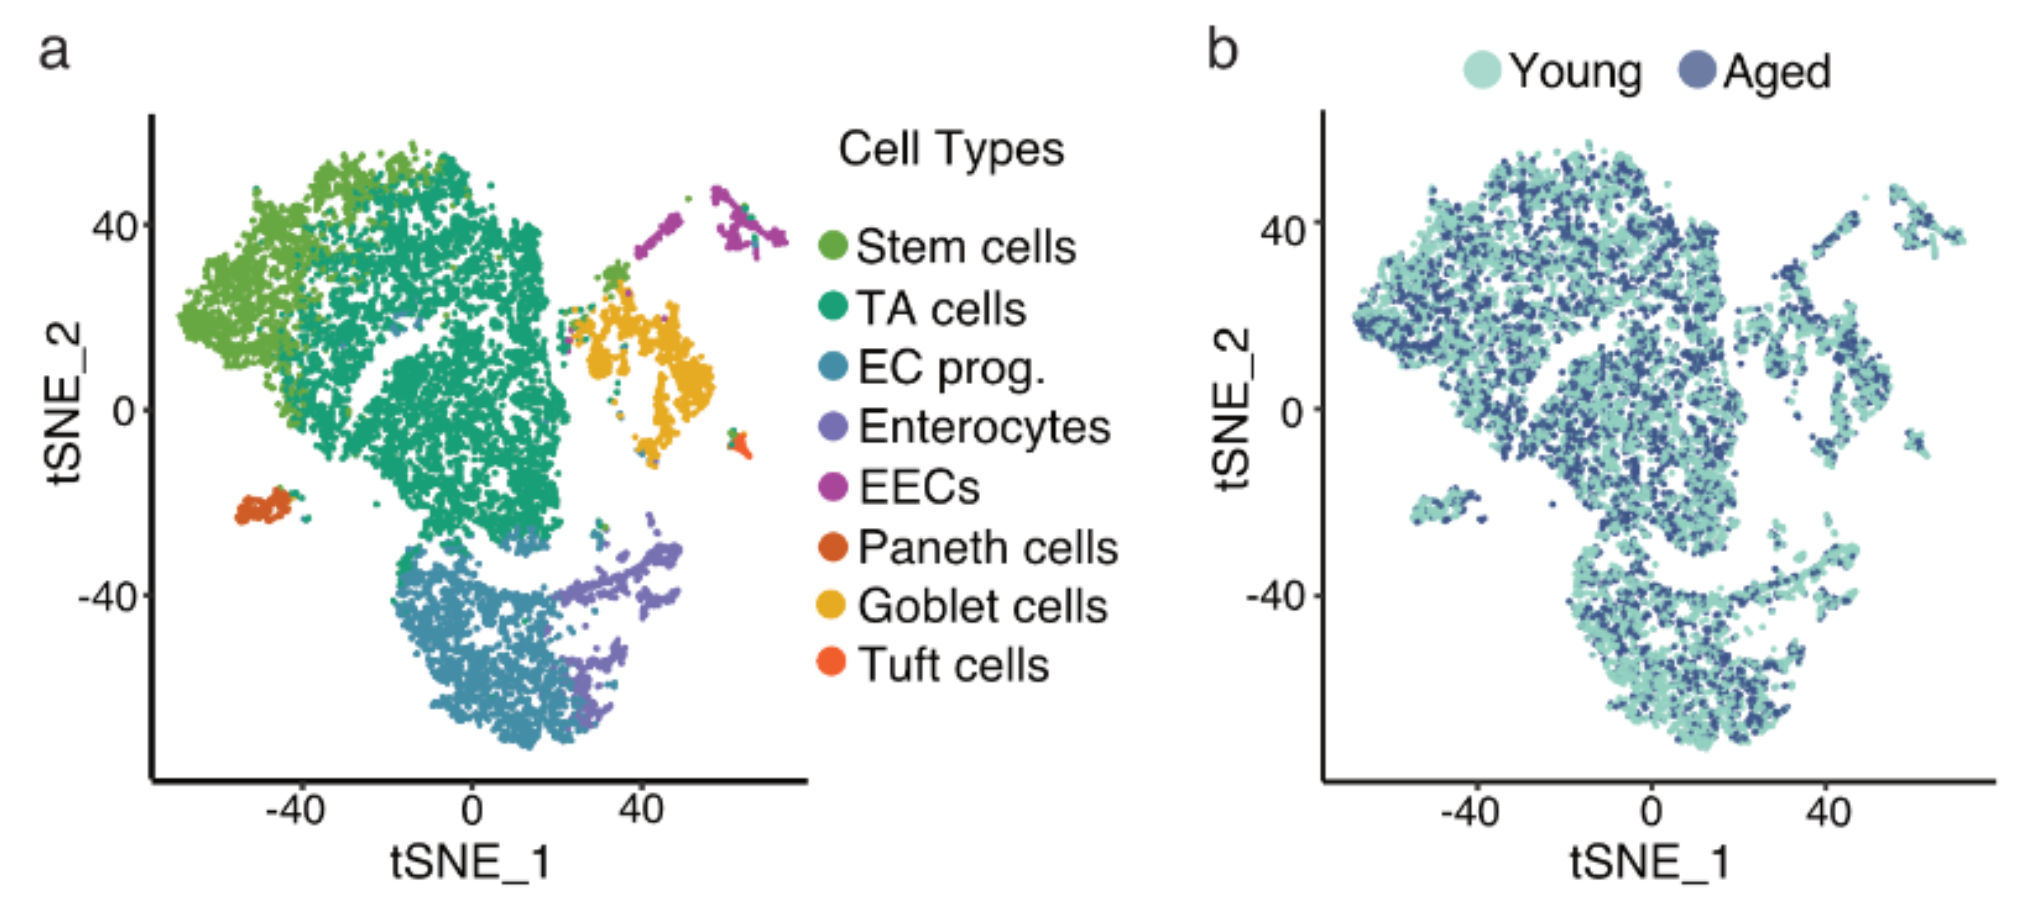 a
Cell Types
Stem cells
TA cells
EC prog.
Enterocytes
EECs
Paneth cells
Goblet cells
Tuft cells
tSNE_2
40
0
-40
-40
0
40
tSNE_1
b
Young
Aged
tSNE_2
40
0
-40
-40
0
40
tSNE_1